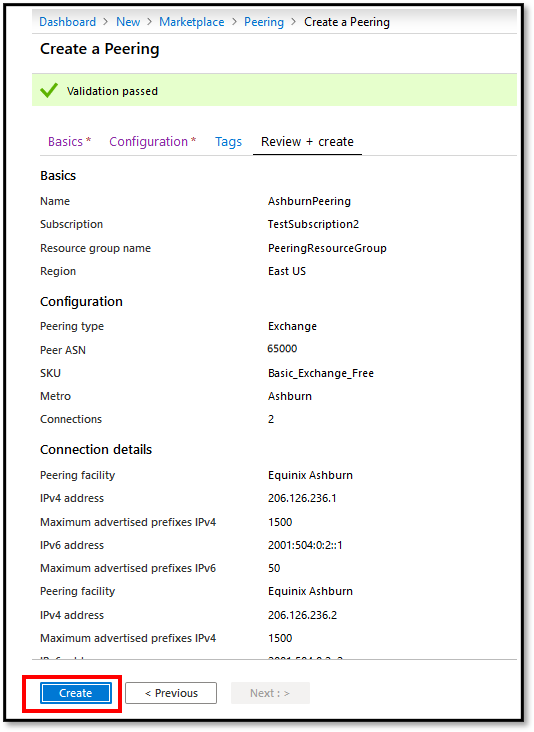 Dashboard > New > Marketplace > Peering > Create a Peering
Create a Peering
Validation passed
Basics * Configuration * Tags Review + create
Basics
Name AshburnPeering
Subscription TestSubscription2
Resource group name PeeringResourceGroup
Region East US
Configuration
Peering type Exchange
Peer ASN 65000
SKU Basic_Exchange_Free
Metro Ashburn
Connections 2
Connection details
Peering facility Equinix Ashburn
IPv4 address 206.126.236.1
Maximum advertised prefixes IPv4 1500
IPv6 address 2001:504:0:2::1
Maximum advertised prefixes IPv6 50
Peering facility Equinix Ashburn
IPv4 address 206.126.236.2
Maximum advertised prefixes IPv4 1500
Create < Previous Next : >